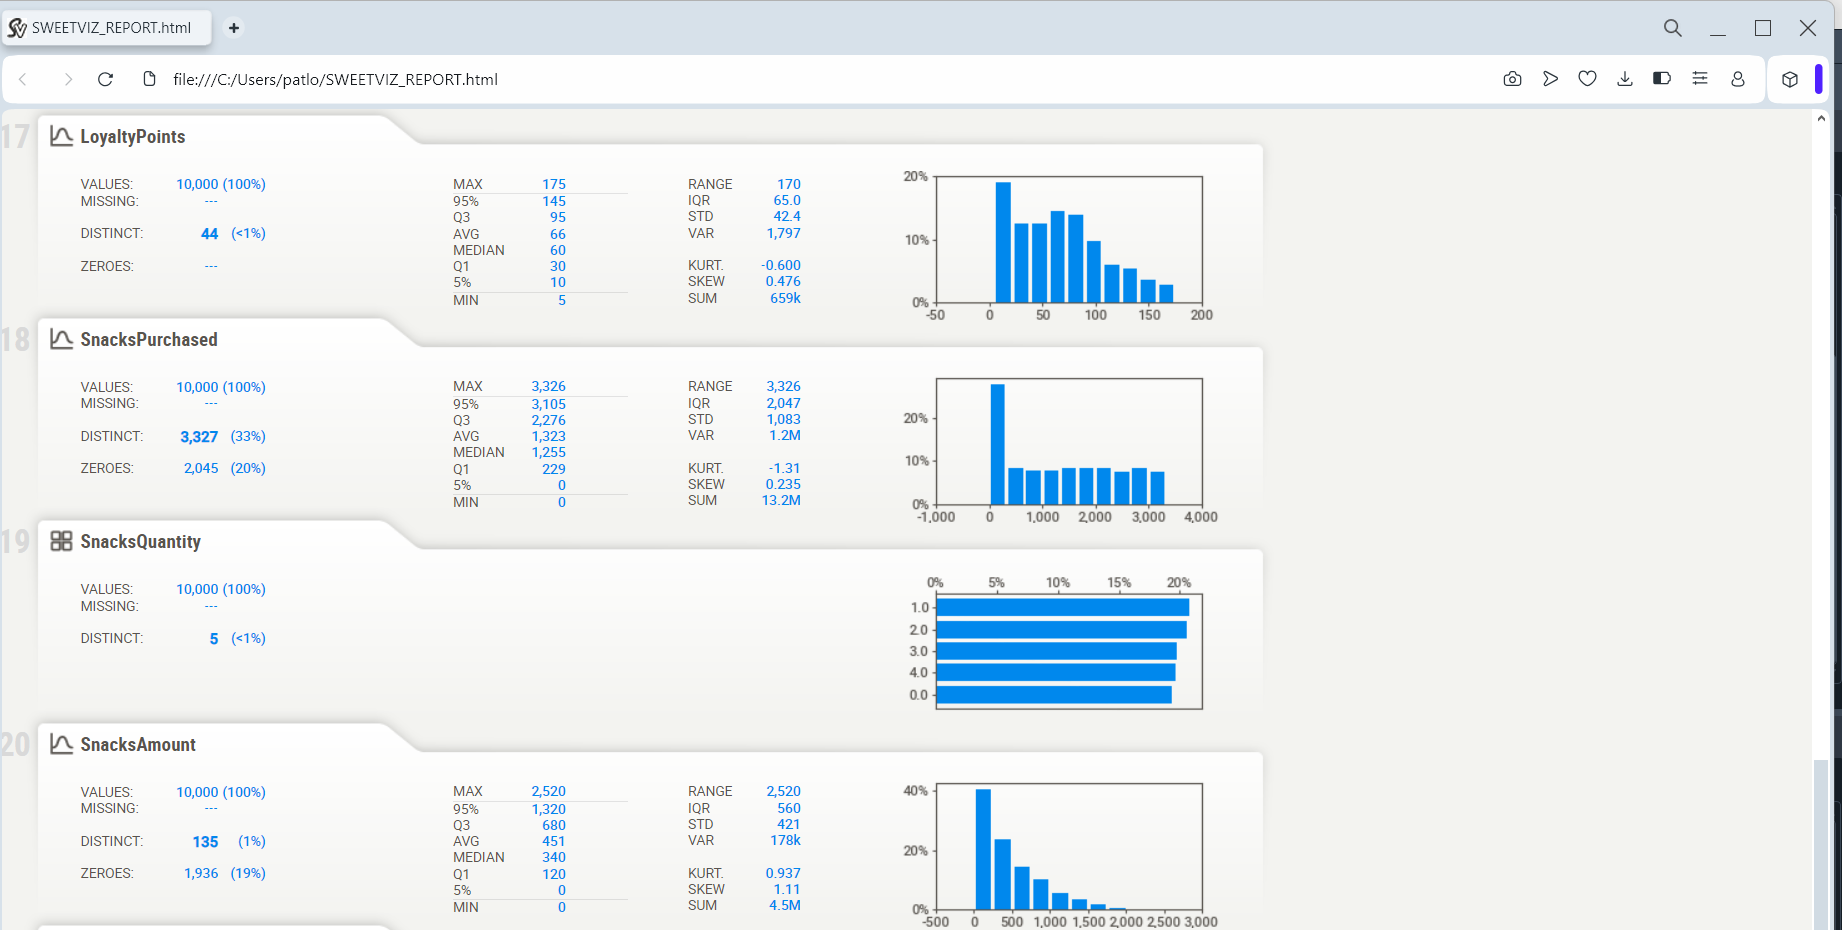 SWEETVIZ_REPORT.html
file:///C:/Users/patlo/SWEETVIZ_REPORT.html
17
LoyaltyPoints
VALUES: 10,000 (100%)
MISSING: ---
DISTINCT: 44 (<1%)
ZEROES: ---
MAX 175
95% 145
Q3 95
AVG 66
MEDIAN 60
Q1 30
5% 10
MIN 5
RANGE 170
IQR 65.0
STD 42.4
VAR 1,797
KURT. -0.600
SKEW 0.476
SUM 659k
20%
10%
0%
-50 0 50 100 150 200
18
SnacksPurchased
VALUES: 10,000 (100%)
MISSING: ---
DISTINCT: 3,327 (33%)
ZEROES: 2,045 (20%)
MAX 3,326
95% 3,105
Q3 2,276
AVG 1,323
MEDIAN 1,255
Q1 229
5% 0
MIN 0
RANGE 3,326
IQR 2,047
STD 1,083
VAR 1.2M
KURT. -1.31
SKEW 0.235
SUM 13.2M
20%
10%
0%
-1,000 0 1,000 2,000 3,000 4,000
19
SnacksQuantity
VALUES: 10,000 (100%)
MISSING: ---
DISTINCT: 5 (<1%)
0% 5% 10% 15% 20%
1.0
2.0
3.0
4.0
0.0
20
SnacksAmount
VALUES: 10,000 (100%)
MISSING: ---
DISTINCT: 135 (1%)
ZEROES: 1,936 (19%)
MAX 2,520
95% 1,320
Q3 680
AVG 451
MEDIAN 340
Q1 120
5% 0
MIN 0
RANGE 2,520
IQR 560
STD 421
VAR 178k
KURT. 0.937
SKEW 1.11
SUM 4.5M
40%
20%
0%
-500 0 500 1,000 1,500 2,000 2,500 3,000